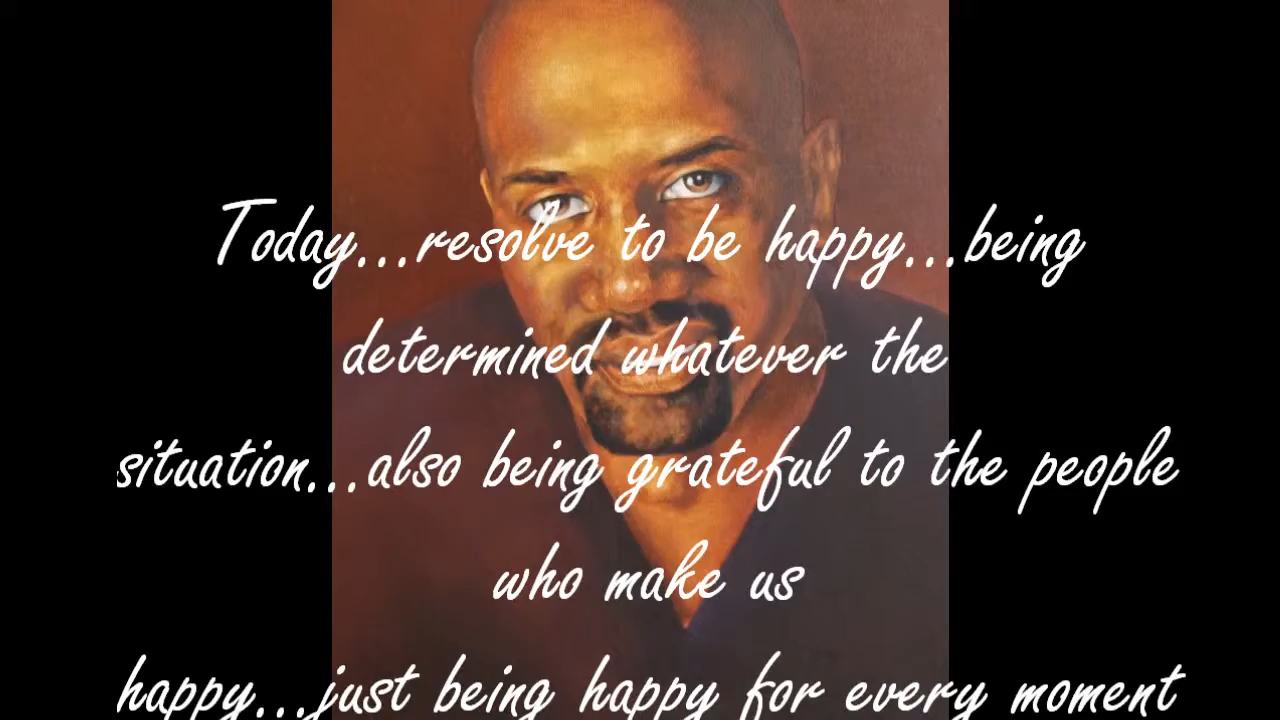 Today...resolve to be happy...being
determined whatever the
situation...also being grateful to the people
who make us
happy...just being happy for every moment